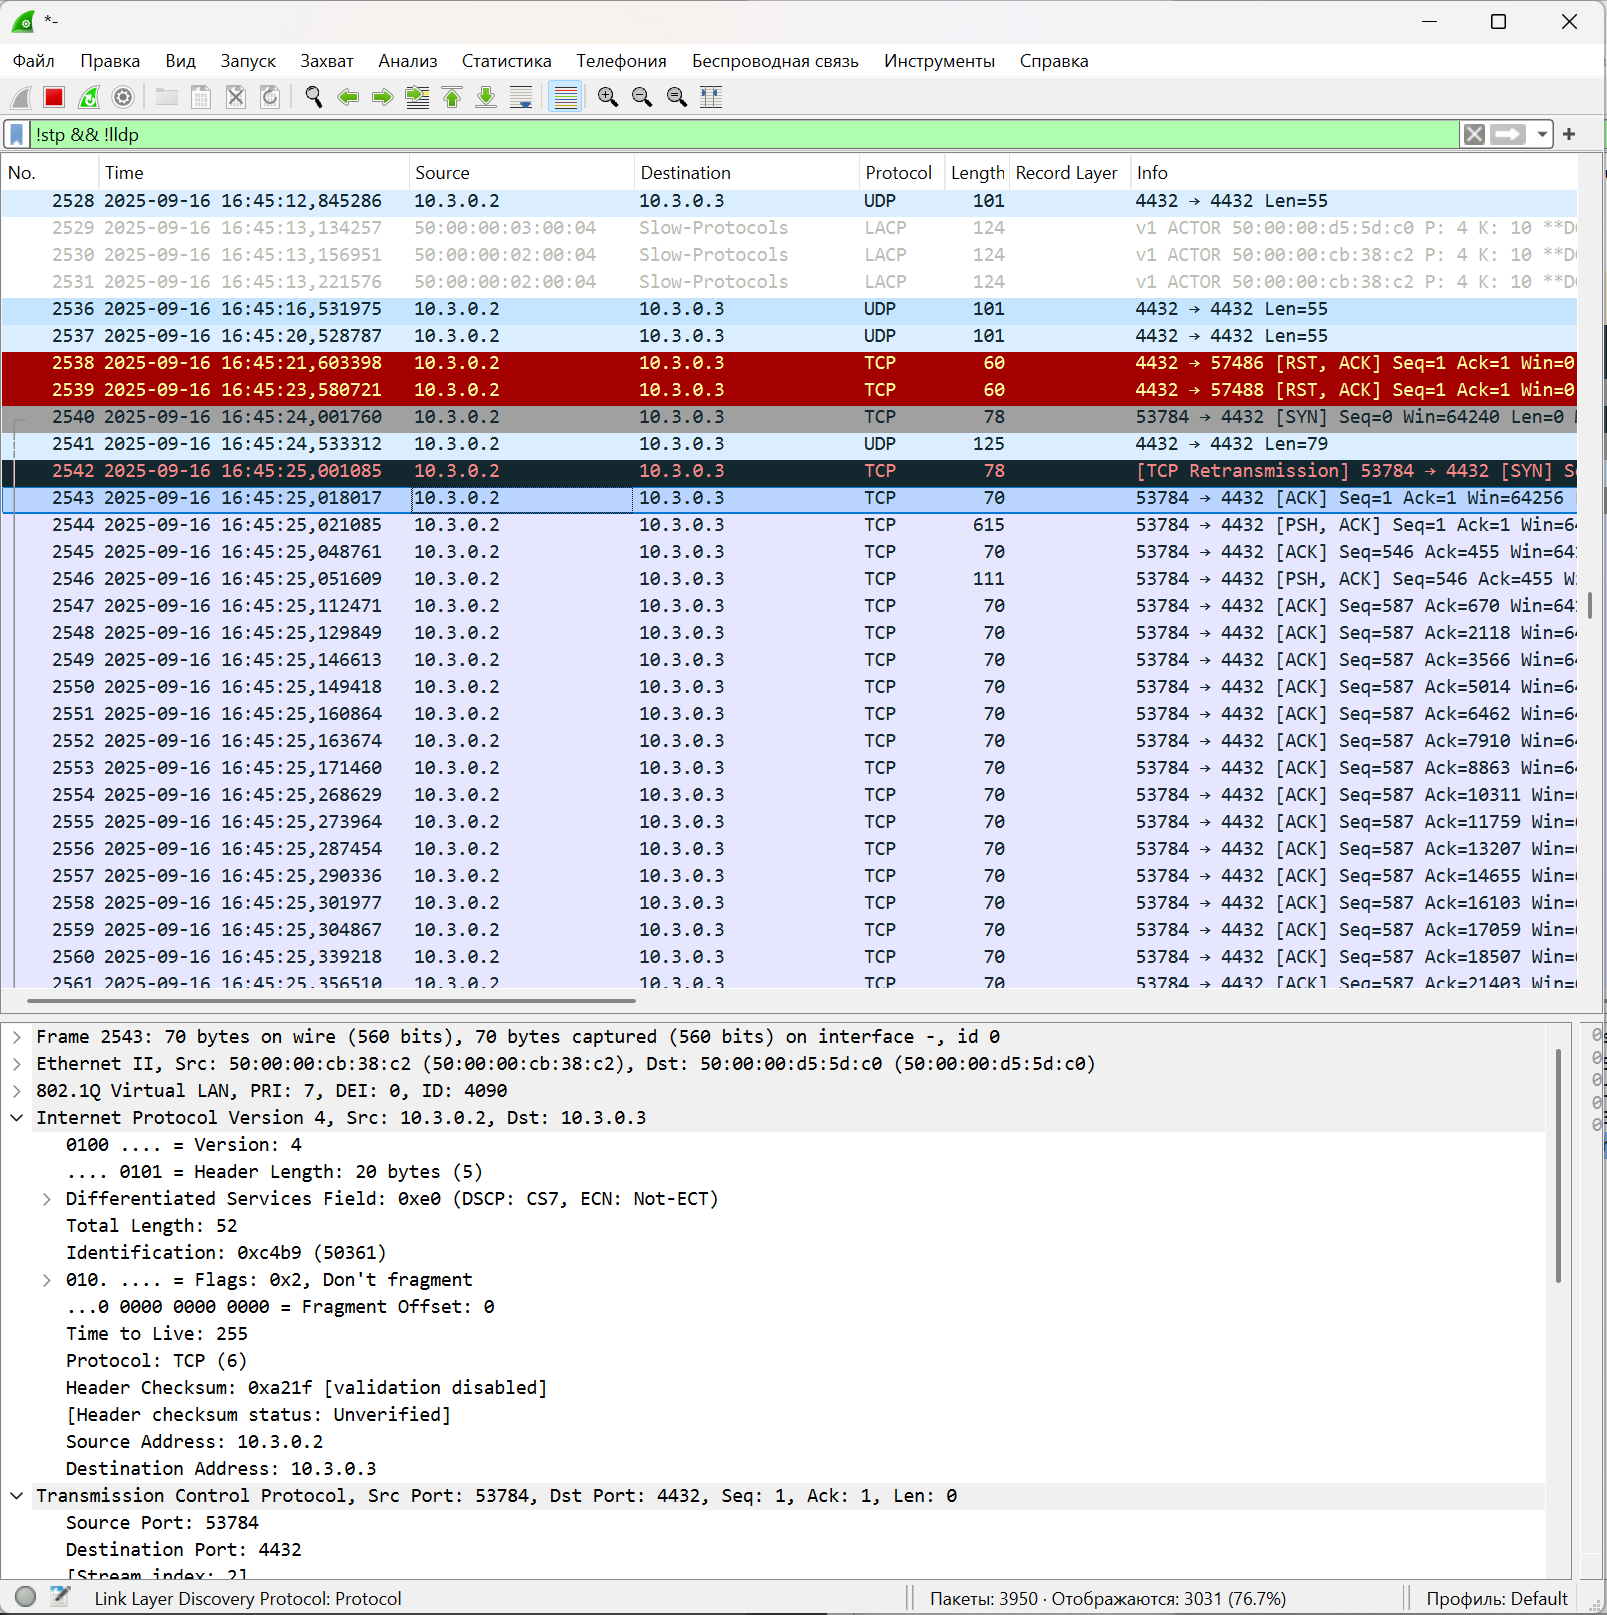 *-
Файл Правка Вид Запуск Захват Анализ Статистика Телефония Беспроводная связь Инструменты Справка
!stp && !lldp
No. Time Source Destination Protocol Length Record Layer Info
2528 2025-09-16 16:45:12,845286 10.3.0.2 10.3.0.3 UDP 101 4432 → 4432 Len=55
2529 2025-09-16 16:45:13,134257 50:00:00:03:00:04 Slow-Protocols LACP 124 v1 ACTOR 50:00:00:d5:5d:c0 P: 4 K: 10 **D
2530 2025-09-16 16:45:13,156951 50:00:00:02:00:04 Slow-Protocols LACP 124 v1 ACTOR 50:00:00:cb:38:c2 P: 4 K: 10 **D
2531 2025-09-16 16:45:13,221576 50:00:00:02:00:04 Slow-Protocols LACP 124 v1 ACTOR 50:00:00:cb:38:c2 P: 4 K: 10 **D
2536 2025-09-16 16:45:16,531975 10.3.0.2 10.3.0.3 UDP 101 4432 → 4432 Len=55
2537 2025-09-16 16:45:20,528787 10.3.0.2 10.3.0.3 UDP 101 4432 → 4432 Len=55
2538 2025-09-16 16:45:21,603398 10.3.0.2 10.3.0.3 TCP 60 4432 → 57486 [RST, ACK] Seq=1 Ack=1 Win=0
2539 2025-09-16 16:45:23,580721 10.3.0.2 10.3.0.3 TCP 60 4432 → 57488 [RST, ACK] Seq=1 Ack=1 Win=0
2540 2025-09-16 16:45:24,001760 10.3.0.2 10.3.0.3 TCP 78 53784 → 4432 [SYN] Seq=0 Win=64240 Len=0
2541 2025-09-16 16:45:24,533312 10.3.0.2 10.3.0.3 UDP 125 4432 → 4432 Len=79
2542 2025-09-16 16:45:25,001085 10.3.0.2 10.3.0.3 TCP 78 [TCP Retransmission] 53784 → 4432 [SYN]
2543 2025-09-16 16:45:25,018017 10.3.0.2 10.3.0.3 TCP 70 53784 → 4432 [ACK] Seq=1 Ack=1 Win=64256
2544 2025-09-16 16:45:25,021085 10.3.0.2 10.3.0.3 TCP 615 53784 → 4432 [PSH, ACK] Seq=1 Ack=1 Win=6
2545 2025-09-16 16:45:25,048761 10.3.0.2 10.3.0.3 TCP 70 53784 → 4432 [ACK] Seq=546 Ack=455 Win=64
2546 2025-09-16 16:45:25,051609 10.3.0.2 10.3.0.3 TCP 111 53784 → 4432 [PSH, ACK] Seq=546 Ack=455
2547 2025-09-16 16:45:25,112471 10.3.0.2 10.3.0.3 TCP 70 53784 → 4432 [ACK] Seq=587 Ack=670 Win=64
2548 2025-09-16 16:45:25,129849 10.3.0.2 10.3.0.3 TCP 70 53784 → 4432 [ACK] Seq=587 Ack=2118 Win=6
2549 2025-09-16 16:45:25,146613 10.3.0.2 10.3.0.3 TCP 70 53784 → 4432 [ACK] Seq=587 Ack=3566 Win=6
2550 2025-09-16 16:45:25,149418 10.3.0.2 10.3.0.3 TCP 70 53784 → 4432 [ACK] Seq=587 Ack=5014 Win=6
2551 2025-09-16 16:45:25,160864 10.3.0.2 10.3.0.3 TCP 70 53784 → 4432 [ACK] Seq=587 Ack=6462 Win=6
2552 2025-09-16 16:45:25,163674 10.3.0.2 10.3.0.3 TCP 70 53784 → 4432 [ACK] Seq=587 Ack=7910 Win=6
2553 2025-09-16 16:45:25,171460 10.3.0.2 10.3.0.3 TCP 70 53784 → 4432 [ACK] Seq=587 Ack=8863 Win=6
2554 2025-09-16 16:45:25,268629 10.3.0.2 10.3.0.3 TCP 70 53784 → 4432 [ACK] Seq=587 Ack=10311 Win=
2555 2025-09-16 16:45:25,273964 10.3.0.2 10.3.0.3 TCP 70 53784 → 4432 [ACK] Seq=587 Ack=11759 Win=
2556 2025-09-16 16:45:25,287454 10.3.0.2 10.3.0.3 TCP 70 53784 → 4432 [ACK] Seq=587 Ack=13207 Win=
2557 2025-09-16 16:45:25,290336 10.3.0.2 10.3.0.3 TCP 70 53784 → 4432 [ACK] Seq=587 Ack=14655 Win=
2558 2025-09-16 16:45:25,301977 10.3.0.2 10.3.0.3 TCP 70 53784 → 4432 [ACK] Seq=587 Ack=16103 Win=
2559 2025-09-16 16:45:25,304867 10.3.0.2 10.3.0.3 TCP 70 53784 → 4432 [ACK] Seq=587 Ack=17059 Win=
2560 2025-09-16 16:45:25,339218 10.3.0.2 10.3.0.3 TCP 70 53784 → 4432 [ACK] Seq=587 Ack=18507 Win=
2561 2025-09-16 16:45:25,356510 10.3.0.2 10.3.0.3 TCP 70 53784 → 4432 [ACK] Seq=587 Ack=21403 Win=
Frame 2543: 70 bytes on wire (560 bits), 70 bytes captured (560 bits) on interface -, id 0
Ethernet II, Src: 50:00:00:cb:38:c2 (50:00:00:cb:38:c2), Dst: 50:00:00:d5:5d:c0 (50:00:00:d5:5d:c0)
802.1Q Virtual LAN, PRI: 7, DEI: 0, ID: 4090
Internet Protocol Version 4, Src: 10.3.0.2, Dst: 10.3.0.3
0100 .... = Version: 4
.... 0101 = Header Length: 20 bytes (5)
Differentiated Services Field: 0xe0 (DSCP: CS7, ECN: Not-ECT)
Total Length: 52
Identification: 0xc4b9 (50361)
010. .... = Flags: 0x2, Don't fragment
...0 0000 0000 0000 = Fragment Offset: 0
Time to Live: 255
Protocol: TCP (6)
Header Checksum: 0xa21f [validation disabled]
[Header checksum status: Unverified]
Source Address: 10.3.0.2
Destination Address: 10.3.0.3
Transmission Control Protocol, Src Port: 53784, Dst Port: 4432, Seq: 1, Ack: 1, Len: 0
Source Port: 53784
Destination Port: 4432
[Stream index: 2]
Link Layer Discovery Protocol: Protocol Пакеты: 3950 · Отображаются: 3031 (76.7%) Профиль: Default